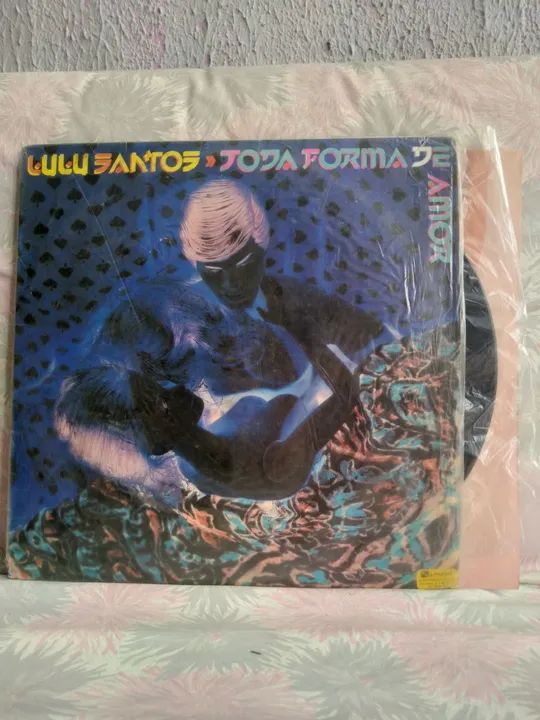 LULU SANTOS » TODA FORMA DE
AMOR